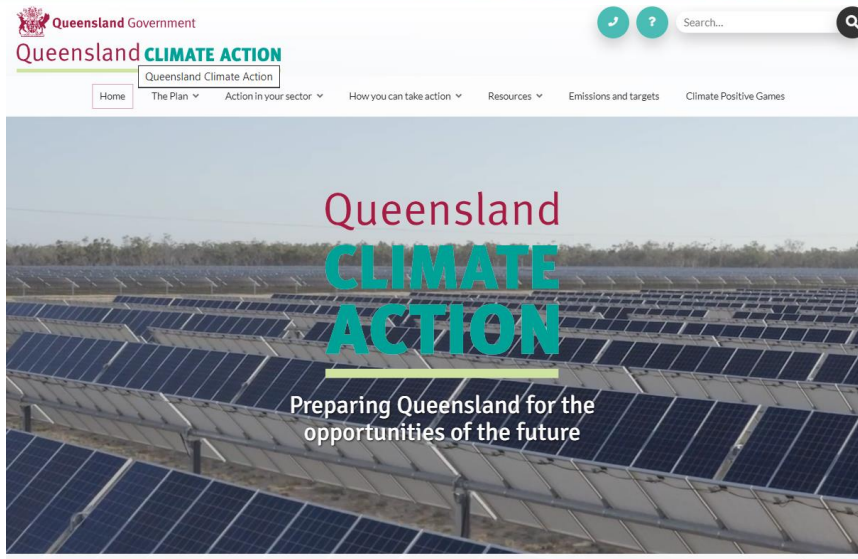 Queensland Government
Queensland CLIMATE ACTION
Queensland Climate Action
Search...
?
Home The Plan Action in your sector How you can take action Resources Emissions and targets Climate Positive Games
Queensland
CLIMATE
ACTION
Preparing Queensland for the
opportunities of the future